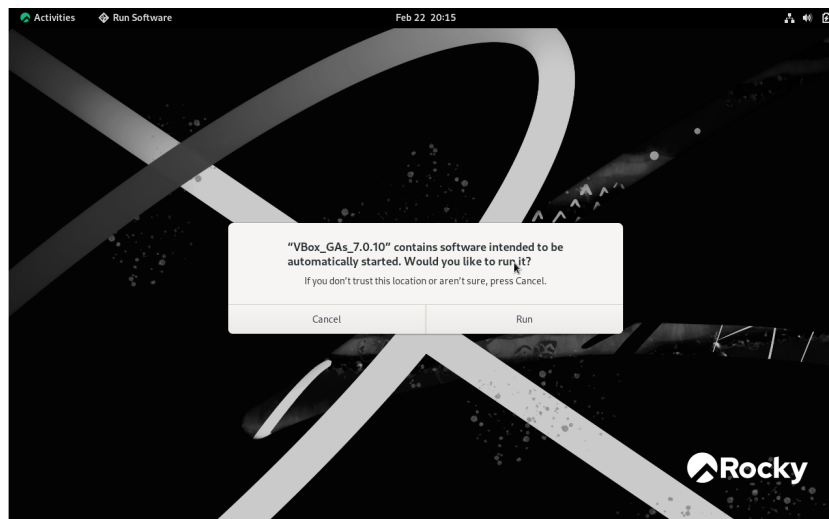 Activities Run Software Feb 22 20:15
“VBox_GAs_7.0.10” contains software intended to be
automatically started. Would you like to run it?
If you don't trust this location or aren't sure, press Cancel.
Cancel Run
Rocky